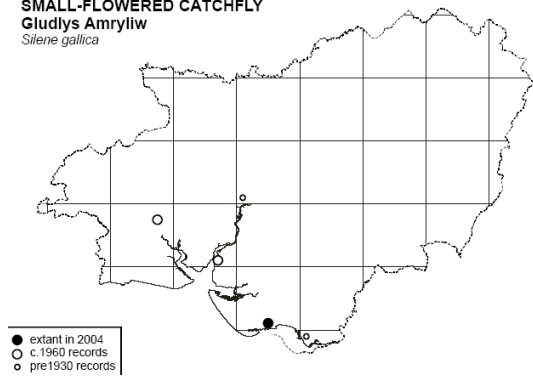 SMALL-FLOWERED CATCHFLY
Gludlys Amryliw
Silene gallica
extant in 2004
c.1960 records
pre1930 records